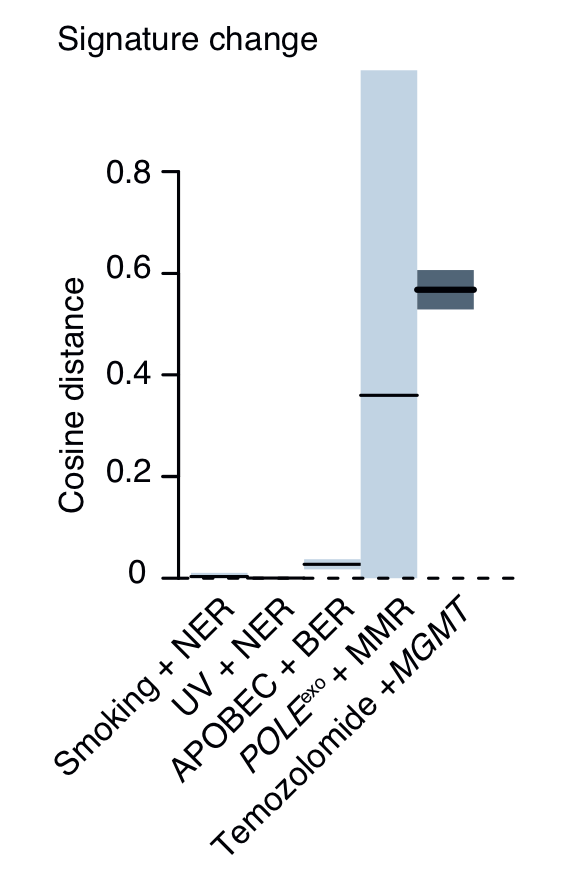 Signature change
Cosine distance
0.8
0.6
0.4
0.2
0
Smoking + NER
UV + NER
APOBEC + BER
POLEexo + MMR
Temozolomide +MGMT